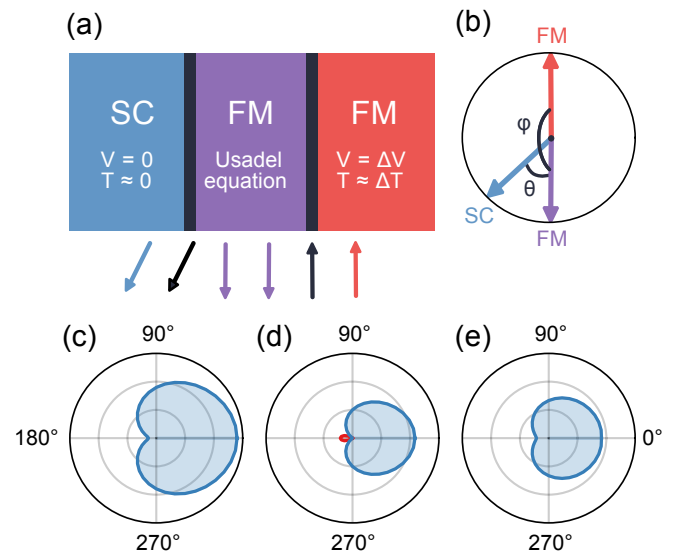 (a)
SC
V = 0
T ≈ 0
FM
Usadel
equation
FM
V = ΔV
T ≈ ΔT
(b)
FM
φ
θ
SC
FM
(c)
90°
180°
270°
(d)
90°
270°
(e)
90°
0°
270°